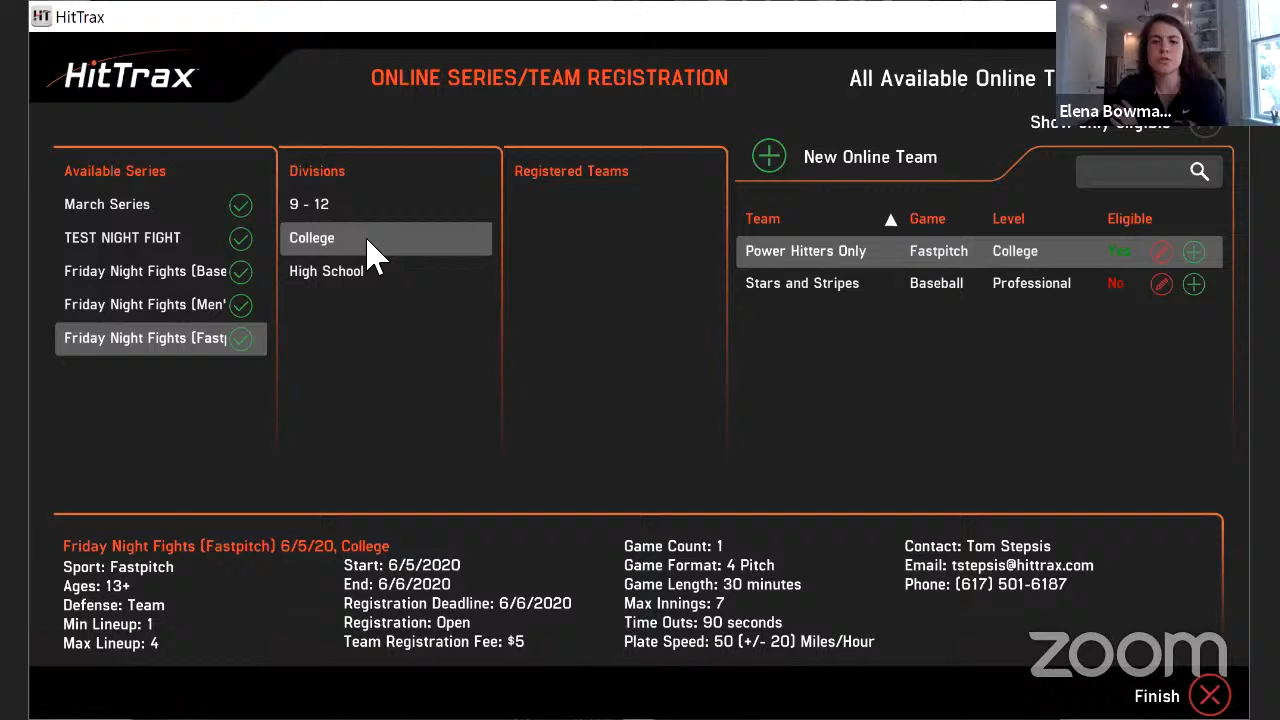 HT HitTrax
HitTrax
ONLINE SERIES/TEAM REGISTRATION
All Available Online T
Elena Bowma...
Show Only Eligible
New Online Team
Available Series
March Series
TEST NIGHT FIGHT
Friday Night Fights (Base
Friday Night Fights (Men'
Friday Night Fights (Fastp
Divisions
9 - 12
College
High School
Registered Teams
Team Game Level Eligible
Power Hitters Only Fastpitch College Yes
Stars and Stripes Baseball Professional No
Friday Night Fights (Fastpitch) 6/5/20, College
Sport: Fastpitch
Ages: 13+
Defense: Team
Min Lineup: 1
Max Lineup: 4
Start: 6/5/2020
End: 6/6/2020
Registration Deadline: 6/6/2020
Registration: Open
Team Registration Fee: $5
Game Count: 1
Game Format: 4 Pitch
Game Length: 30 minutes
Max Innings: 7
Time Outs: 90 seconds
Plate Speed: 50 (+/- 20) Miles/Hour
Contact: Tom Stepsis
Email: tstepsis@hittrax.com
Phone: (617) 501-6187
zoom
Finish